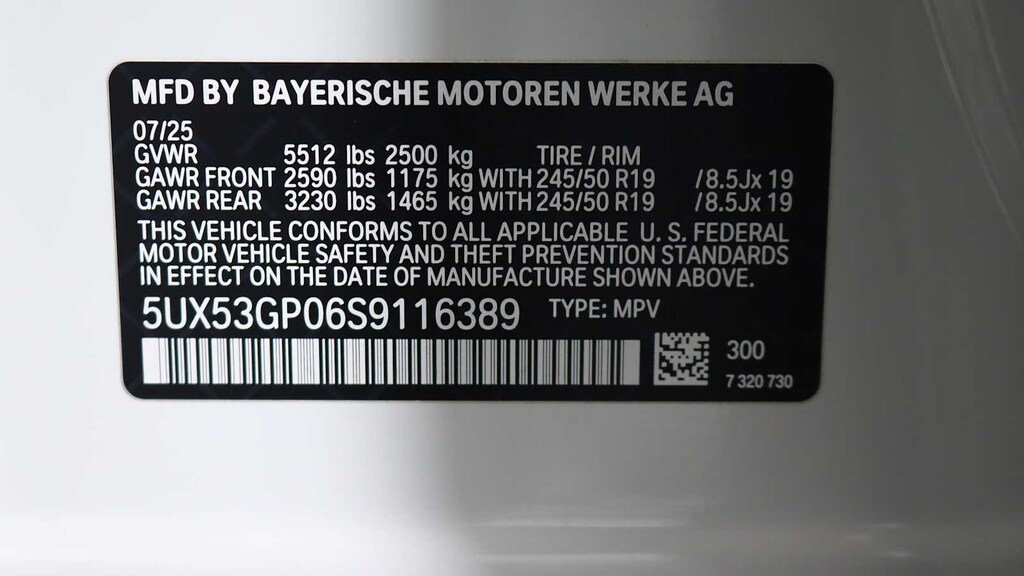 MFD BY BAYERISCHE MOTOREN WERKE AG
07/25
GVWR 5512 lbs 2500 kg TIRE / RIM
GAWR FRONT 2590 lbs 1175 kg WITH 245/50 R19 /8.5Jx 19
GAWR REAR 3230 lbs 1465 kg WITH 245/50 R19 /8.5Jx 19
THIS VEHICLE CONFORMS TO ALL APPLICABLE U. S. FEDERAL
MOTOR VEHICLE SAFETY AND THEFT PREVENTION STANDARDS
IN EFFECT ON THE DATE OF MANUFACTURE SHOWN ABOVE.
5UX53GP06S9116389 TYPE: MPV
300
7 320 730